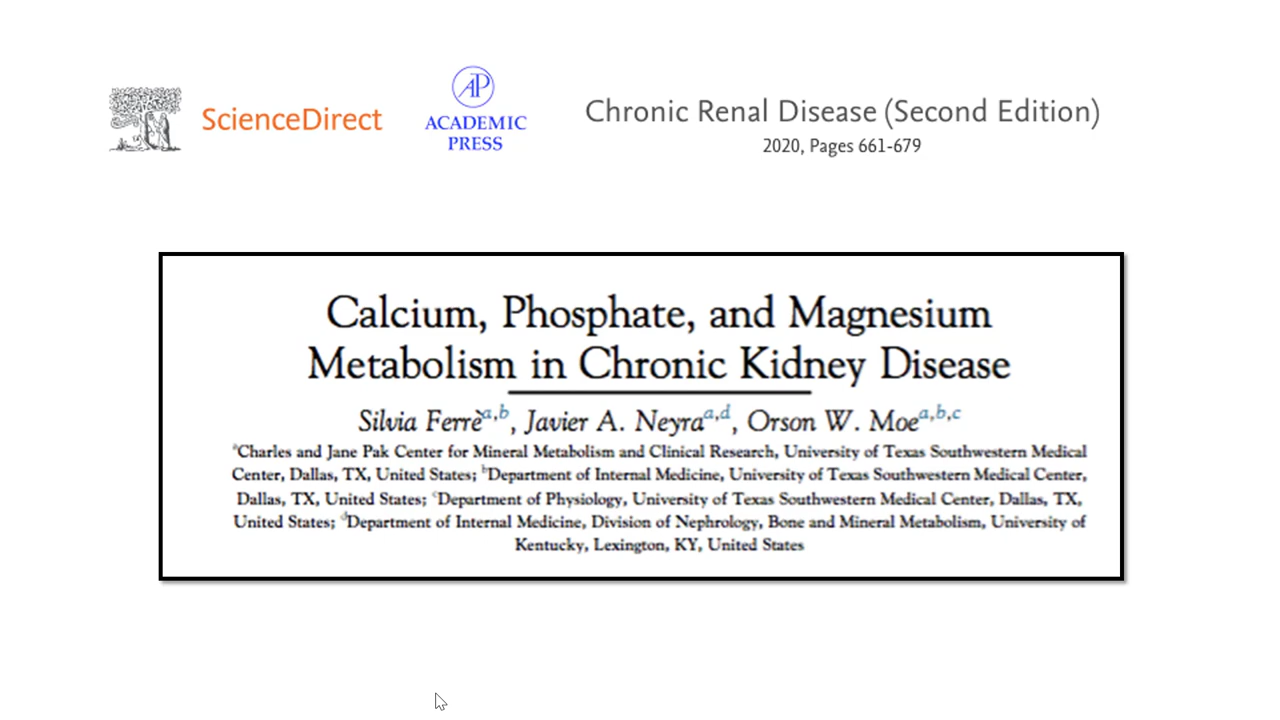 ScienceDirect
AP
ACADEMIC
PRESS
Chronic Renal Disease (Second Edition)
2020, Pages 661-679
Calcium, Phosphate, and Magnesium
Metabolism in Chronic Kidney Disease
Silvia Ferrèa,b, Javier A. Neyraa,d, Orson W. Moea,b,c
aCharles and Jane Pak Center for Mineral Metabolism and Clinical Research, University of Texas Southwestern Medical
Center, Dallas, TX, United States; bDepartment of Internal Medicine, University of Texas Southwestern Medical Center,
Dallas, TX, United States; cDepartment of Physiology, University of Texas Southwestern Medical Center, Dallas, TX,
United States; dDepartment of Internal Medicine, Division of Nephrology, Bone and Mineral Metabolism, University of
Kentucky, Lexington, KY, United States